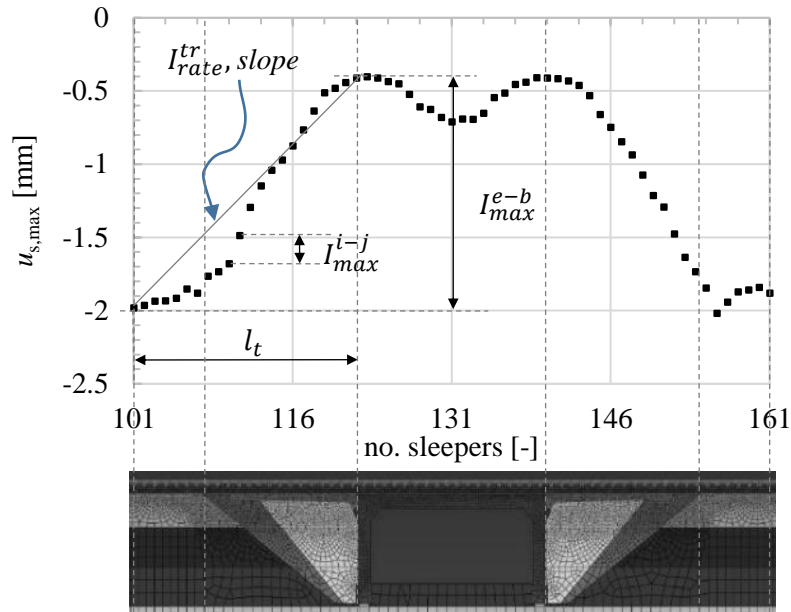 0
-0.5
-1
-1.5
-2
-2.5
u_s,max [mm]
I_rate^tr, slope
I_max^e−b
I_max^i−j
l_t
101 116 131 146 161
no. sleepers [-]